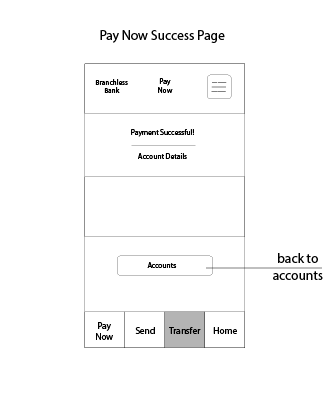 Pay Now Success Page
Branchless
Bank
Pay
Now
Payment Successful!
Account Details
Accounts
back to
accounts
Pay
Now
Send
Transfer
Home